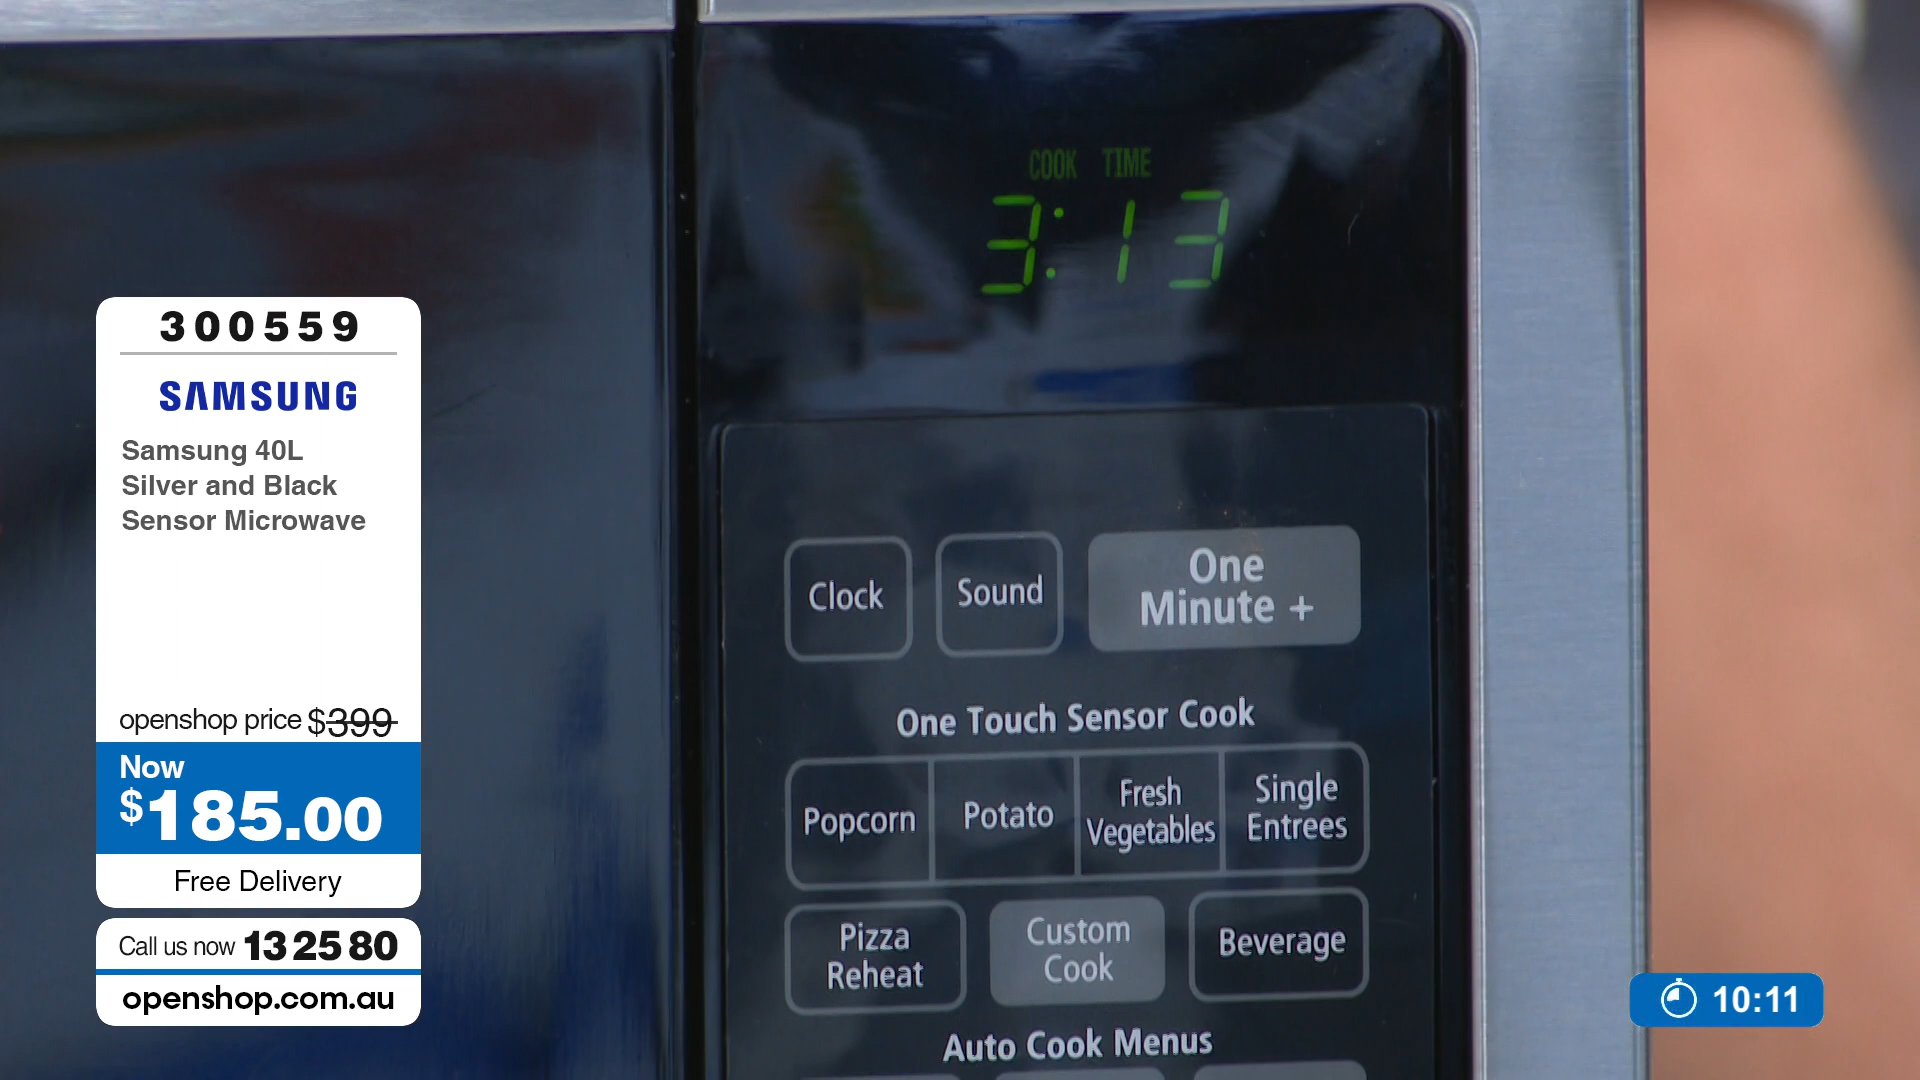 COOK TIME
3:13
300559
SAMSUNG
Samsung 40L
Silver and Black
Sensor Microwave
openshop price $399
Now
$185.00
Free Delivery
Call us now 13 25 80
openshop.com.au
Clock
Sound
One
Minute +
One Touch Sensor Cook
Popcorn
Potato
Fresh
Vegetables
Single
Entrees
Pizza
Reheat
Custom
Cook
Beverage
Auto Cook Menus
10:11